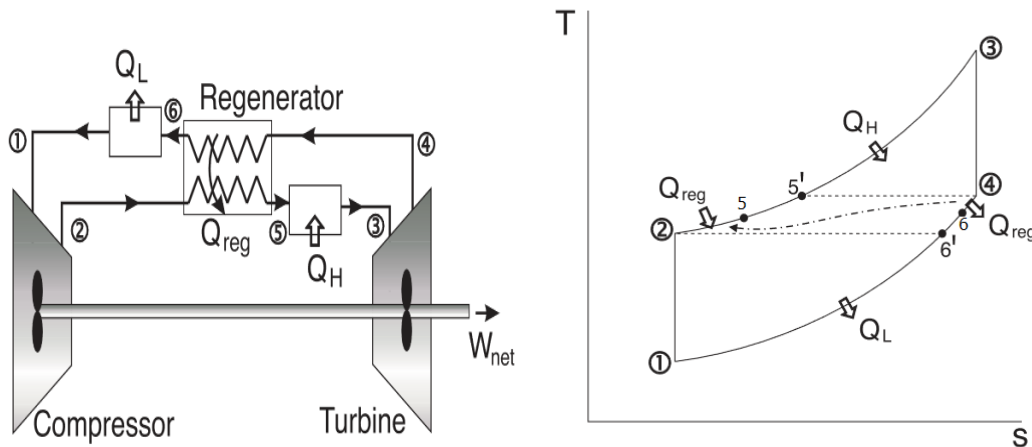 Q_L
Regenerator
①
⑥
④
②
Q_reg
⑤
③
Q_H
W_net
Compressor
Turbine
T
③
Q_H
Q_reg
5'
5
④
②
6
Q_reg
6'
Q_L
①
s